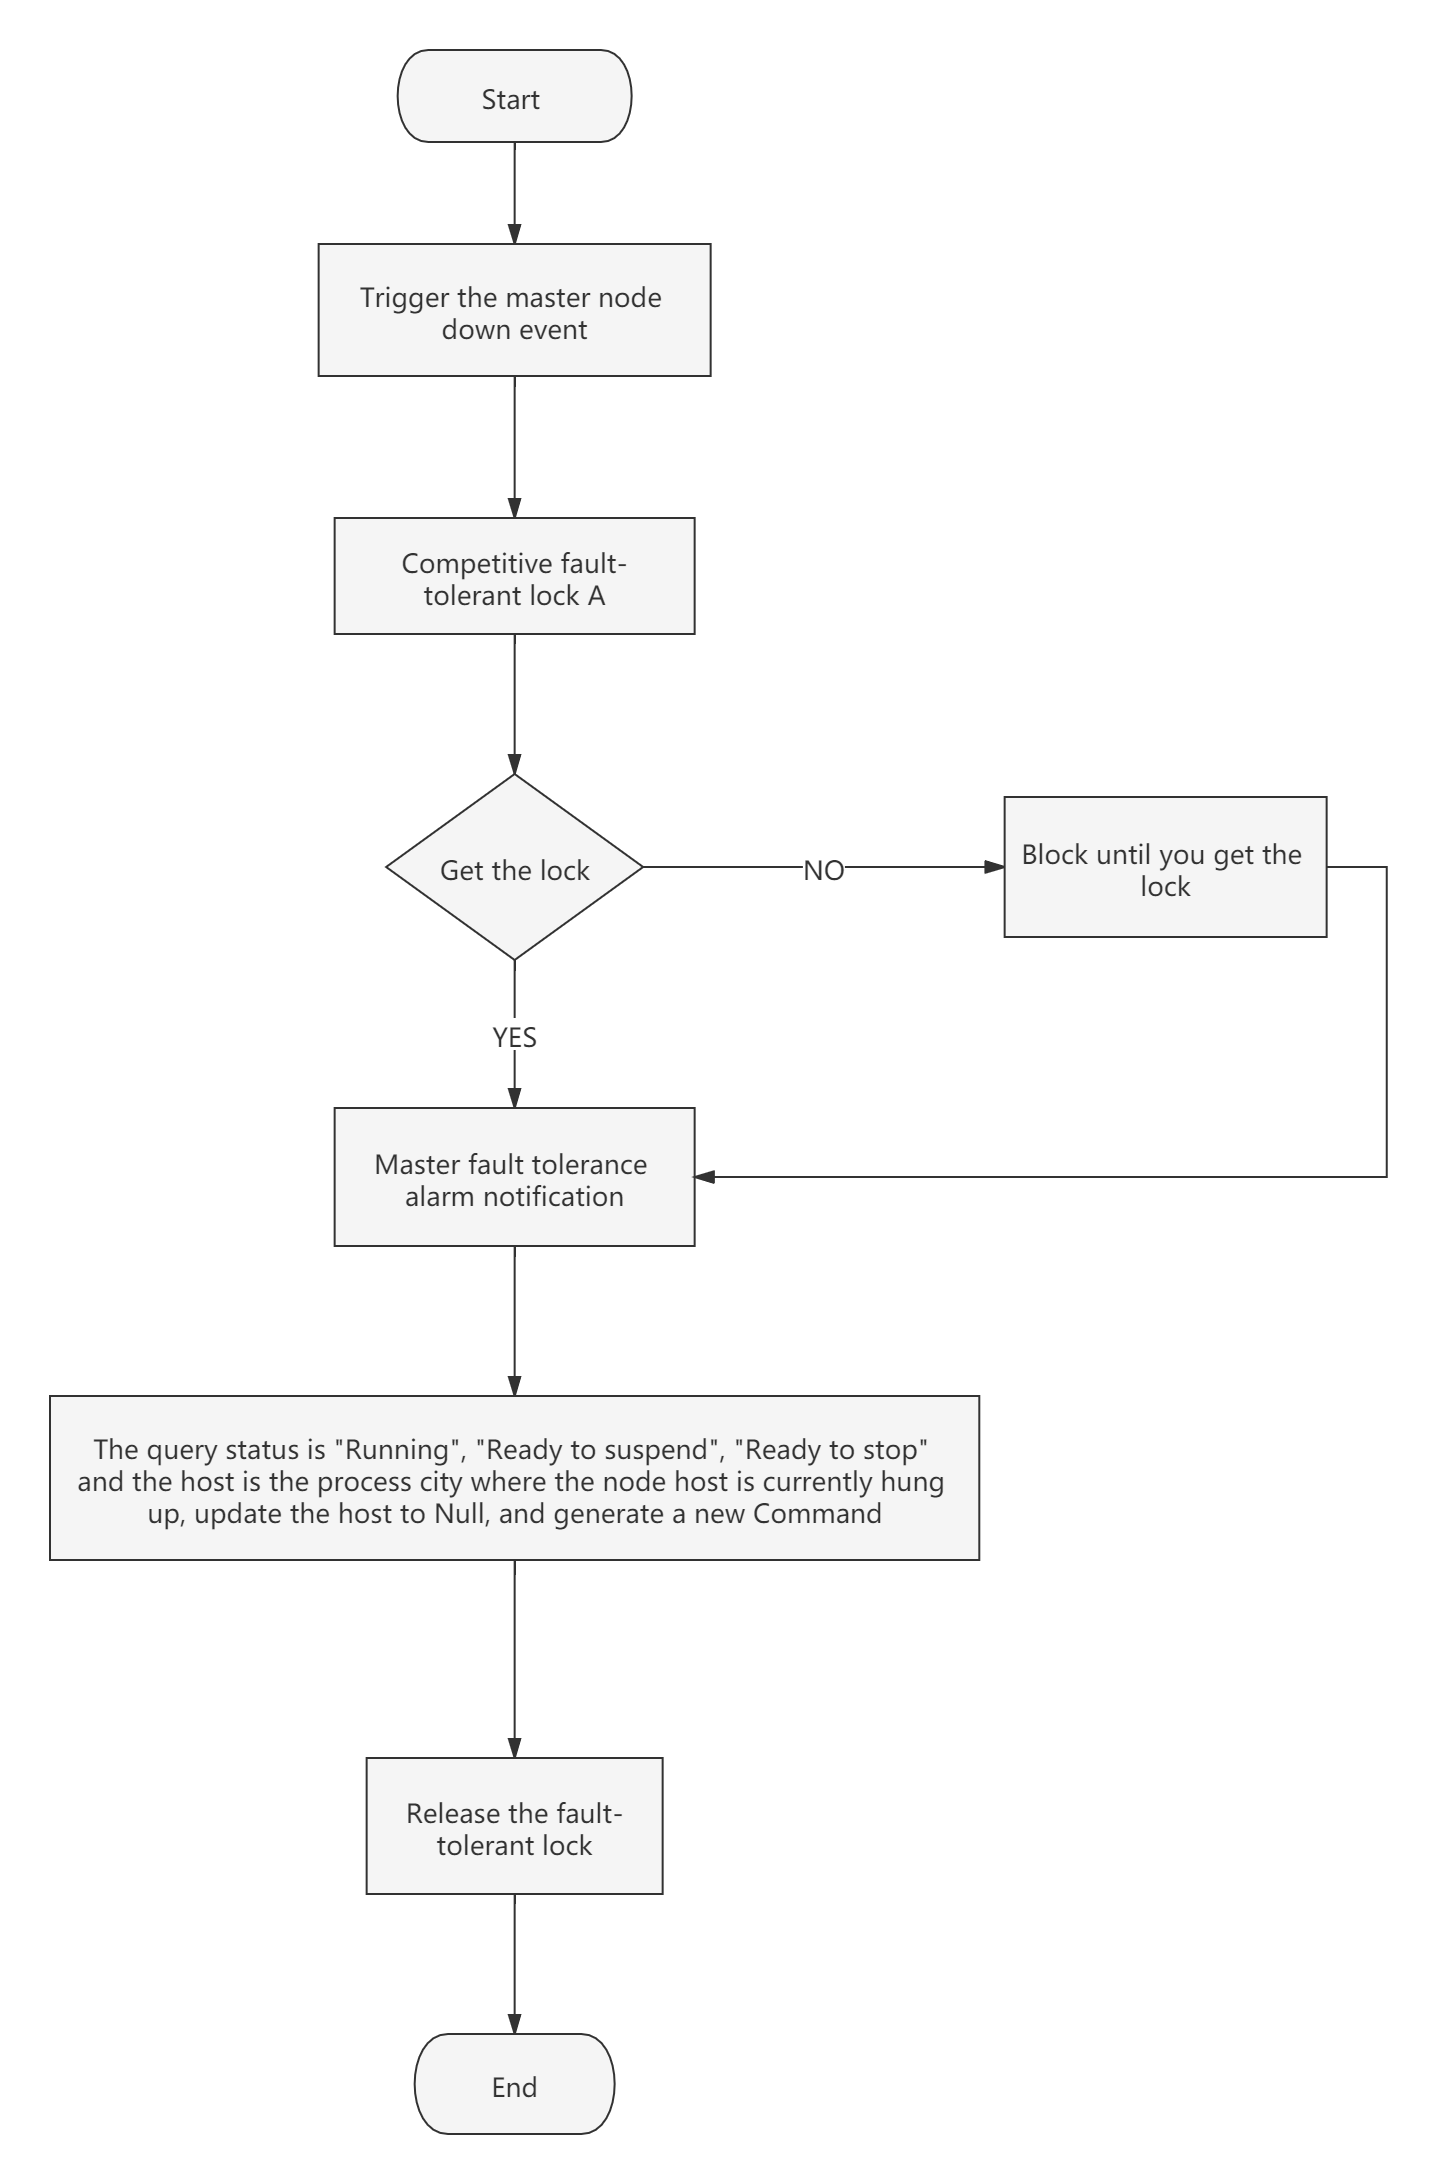 Start
Trigger the master node
down event
Competitive fault-
tolerant lock A
Get the lock
NO
Block until you get the
lock
YES
Master fault tolerance
alarm notification
The query status is "Running", "Ready to suspend", "Ready to stop"
and the host is the process city where the node host is currently hung
up, update the host to Null, and generate a new Command
Release the fault-
tolerant lock
End